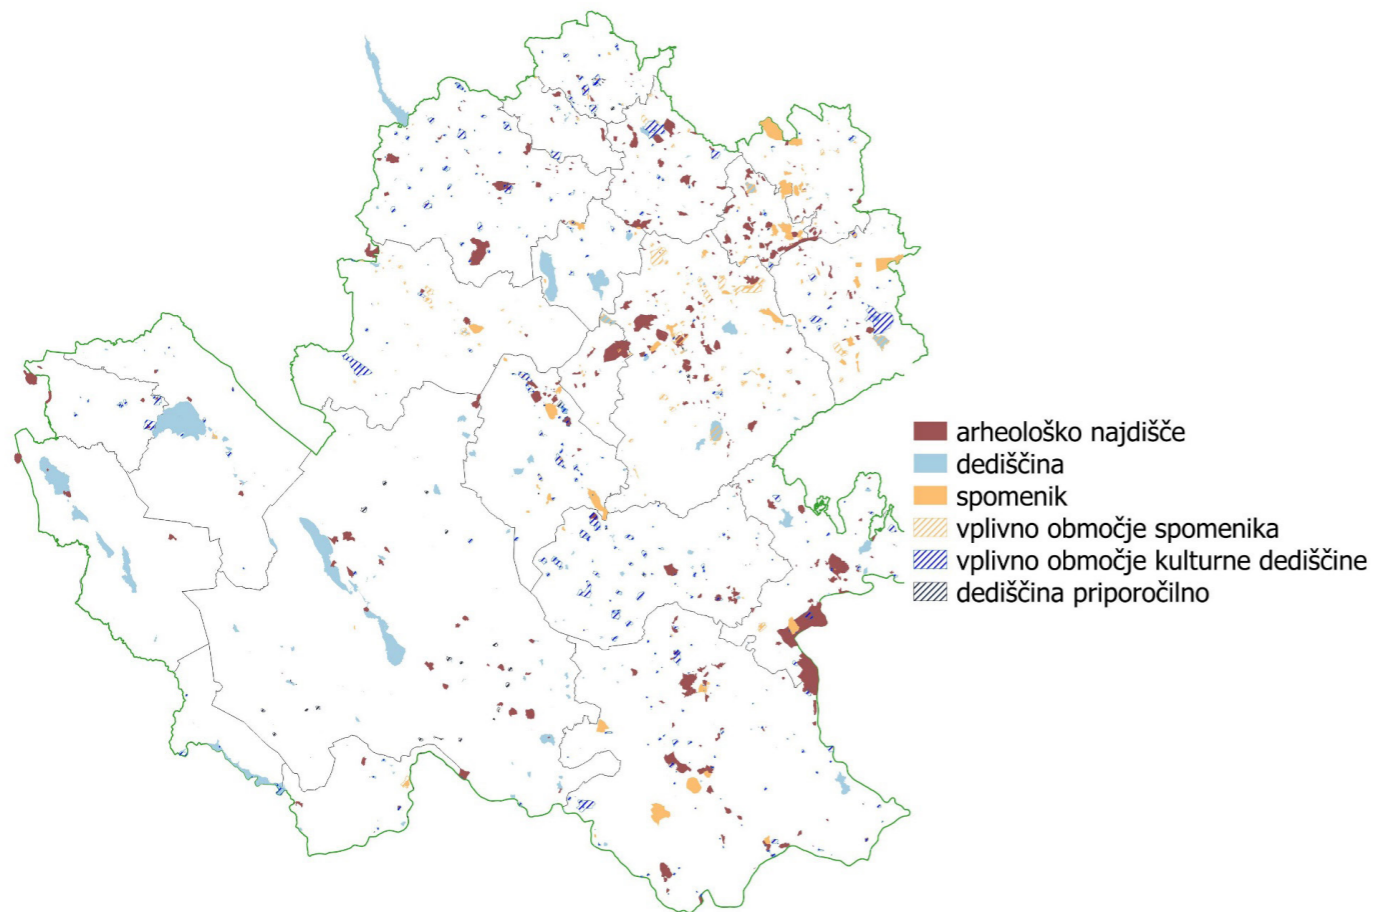 arheološko najdišče
dediščina
spomenik
vplivno območje spomenika
vplivno območje kulturne dediščine
dediščina priporočilno